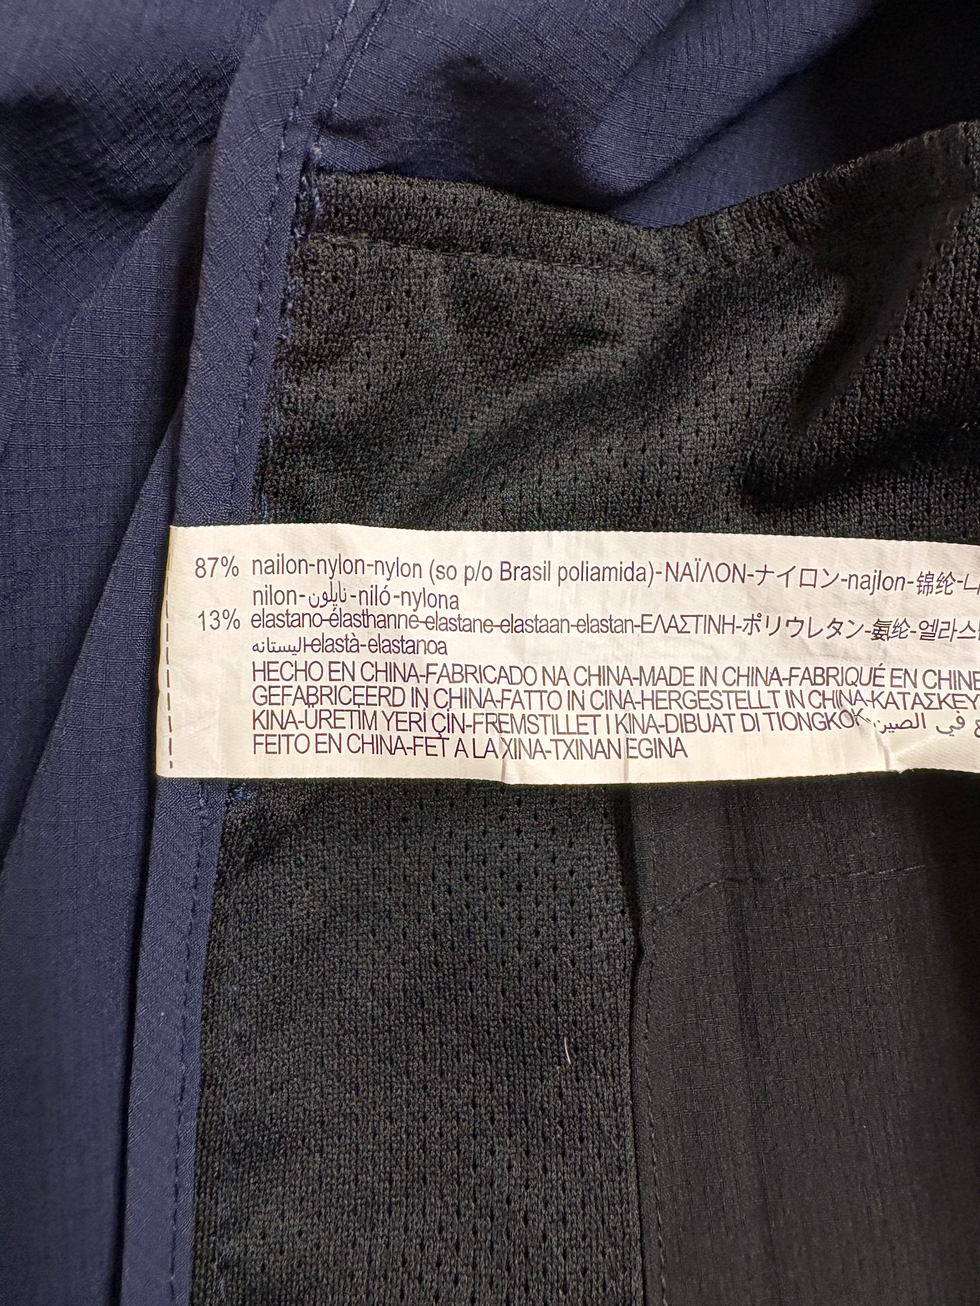 87% nailon-nylon-nylon (so p/o Brasil poliamida)-ΝΑΪΛΟΝ-ナイロン-najlon-锦纶-
nilon-نايلون-niló-nylona
13% elastano-élasthanne-elastane-elastaan-elastan-ΕΛΑΣΤΙΝΗ-ポリウレタン-氨纶-엘라스
اليستانه-elastà-elastanoa
HECHO EN CHINA-FABRICADO NA CHINA-MADE IN CHINA-FABRIQUÉ EN CHINE
GEFABRICEERD IN CHINA-FATTO IN CINA-HERGESTELLT IN CHINA-ΚΑΤΑΣΚΕΥ
KINA-ÜRETİM YERİ ÇİN-FREMSTILLET I KINA-DIBUAT DI TIONGKOK-في الصين
FEITO EN CHINA-FET A LA XINA-TXINAN EGINA